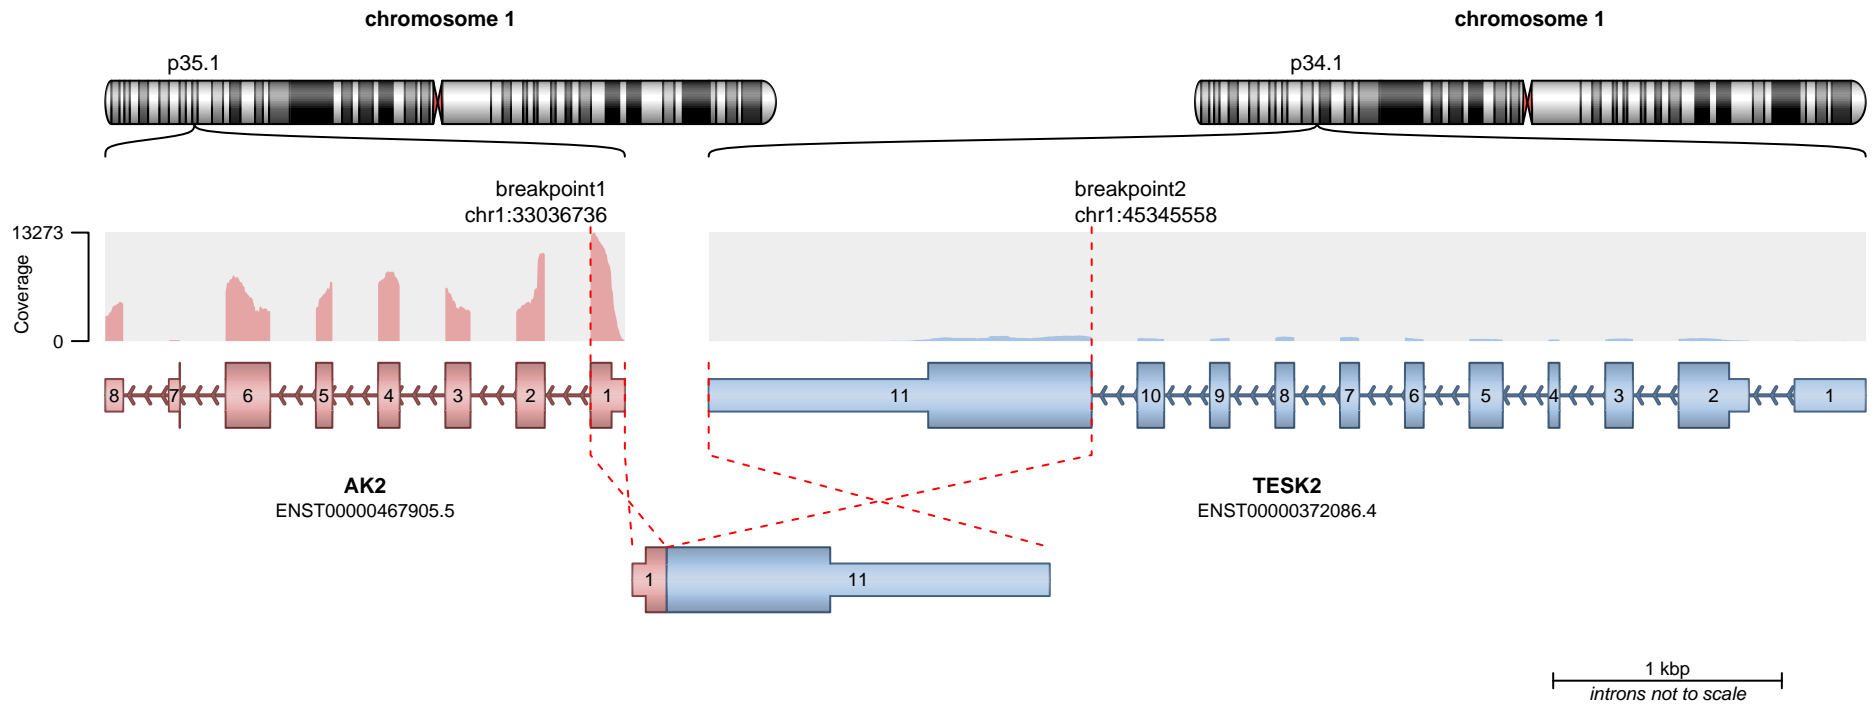 chromosome 1
chromosome 1
p35.1
p34.1
breakpoint1
chr1:33036736
breakpoint2
chr1:45345558
13273
Coverage
0
8 7 6 5 4 3 2 1
11 10 9 8 7 6 5 4 3 2 1
AK2
ENST00000467905.5
TESK2
ENST00000372086.4
1 11
1 kbp
introns not to scale